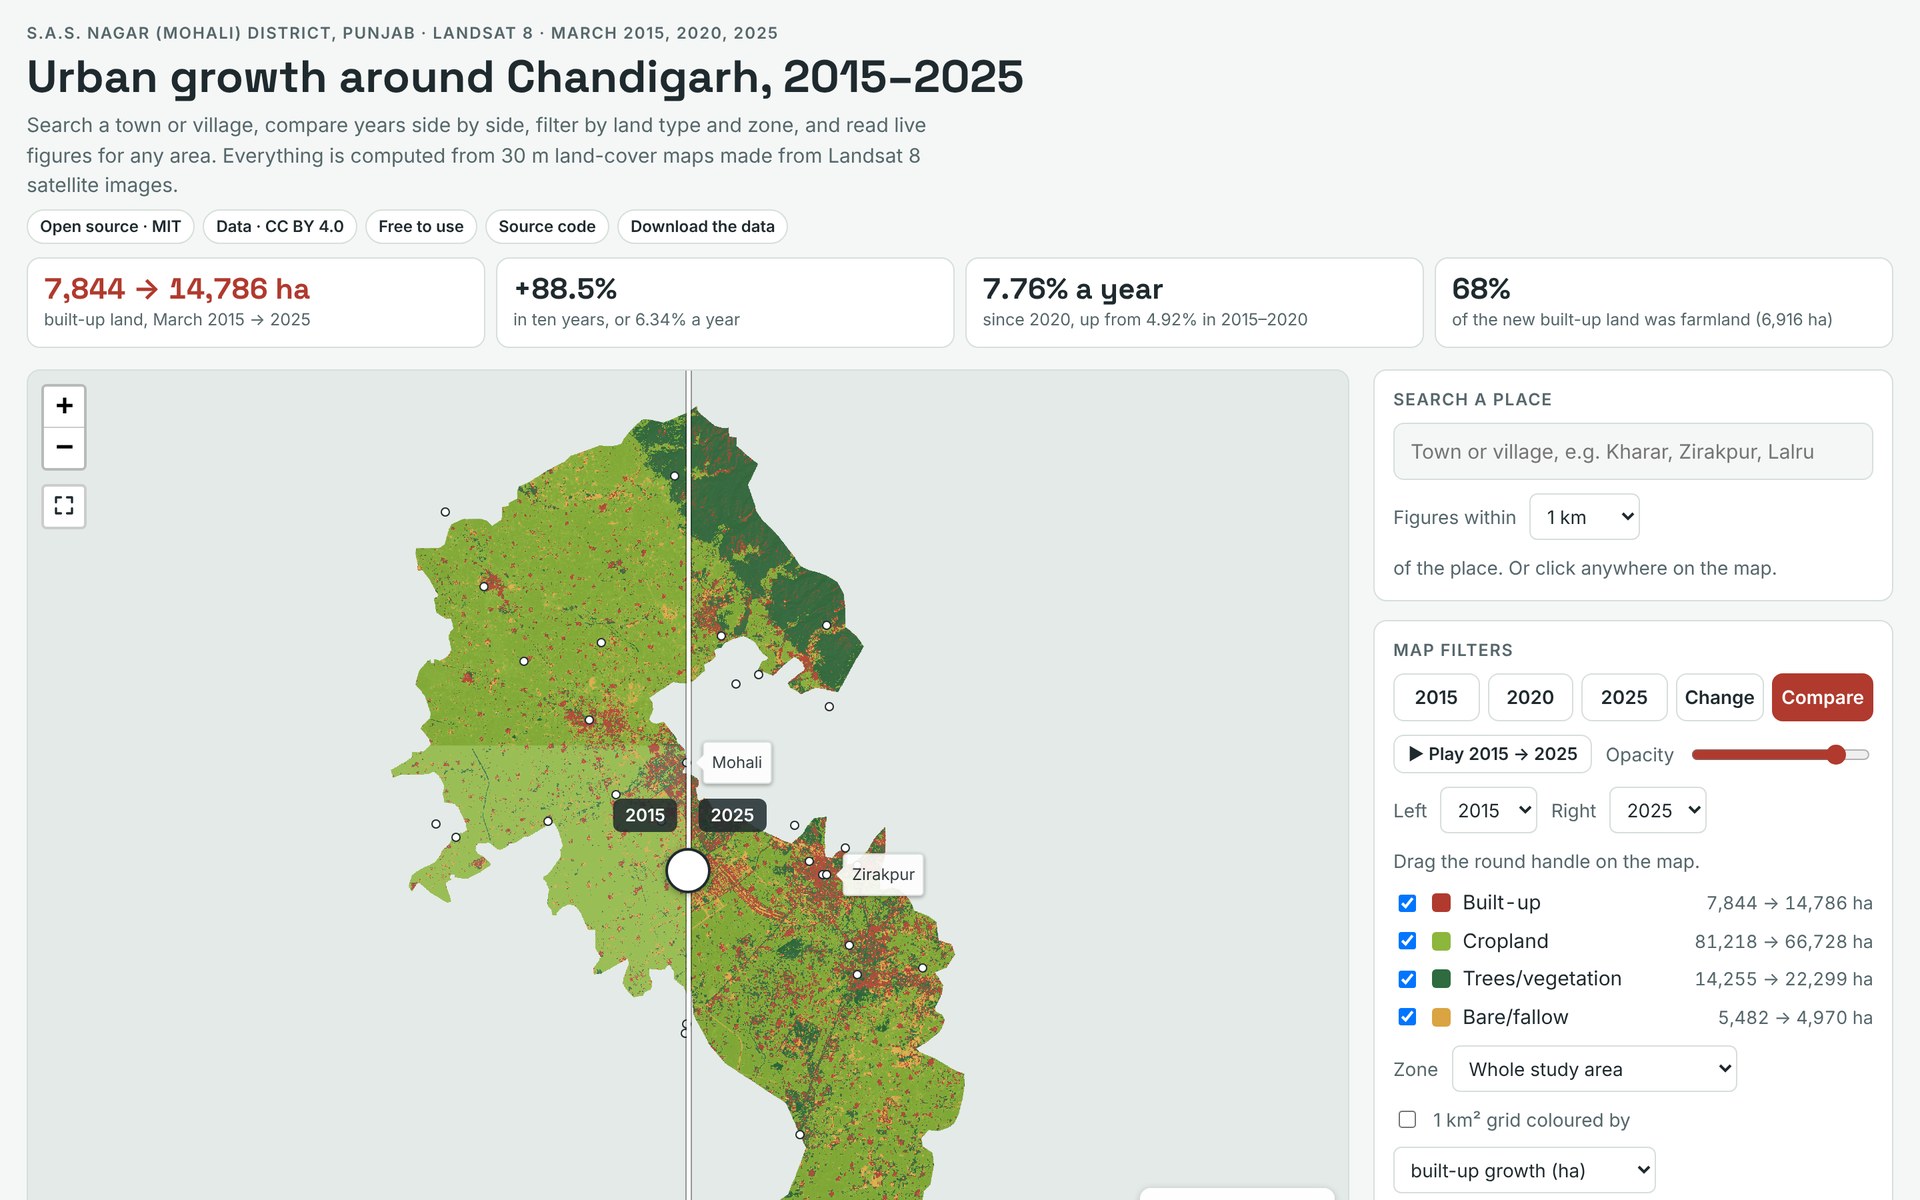 S.A.S. NAGAR (MOHALI) DISTRICT, PUNJAB · LANDSAT 8 · MARCH 2015, 2020, 2025
Urban growth around Chandigarh, 2015–2025
Search a town or village, compare years side by side, filter by land type and zone, and read live
figures for any area. Everything is computed from 30 m land-cover maps made from Landsat 8
satellite images.
Open source · MIT
Data · CC BY 4.0
Free to use
Source code
Download the data
7,844 → 14,786 ha
built-up land, March 2015 → 2025
+88.5%
in ten years, or 6.34% a year
7.76% a year
since 2020, up from 4.92% in 2015–2020
68%
of the new built-up land was farmland (6,916 ha)
+
−
Mohali
2015
2025
Zirakpur
SEARCH A PLACE
Town or village, e.g. Kharar, Zirakpur, Lalru
Figures within 1 km
of the place. Or click anywhere on the map.
MAP FILTERS
2015 2020 2025 Change Compare
▶ Play 2015 → 2025 Opacity
Left 2015 Right 2025
Drag the round handle on the map.
Built-up 7,844 → 14,786 ha
Cropland 81,218 → 66,728 ha
Trees/vegetation 14,255 → 22,299 ha
Bare/fallow 5,482 → 4,970 ha
Zone Whole study area
1 km² grid coloured by
built-up growth (ha)